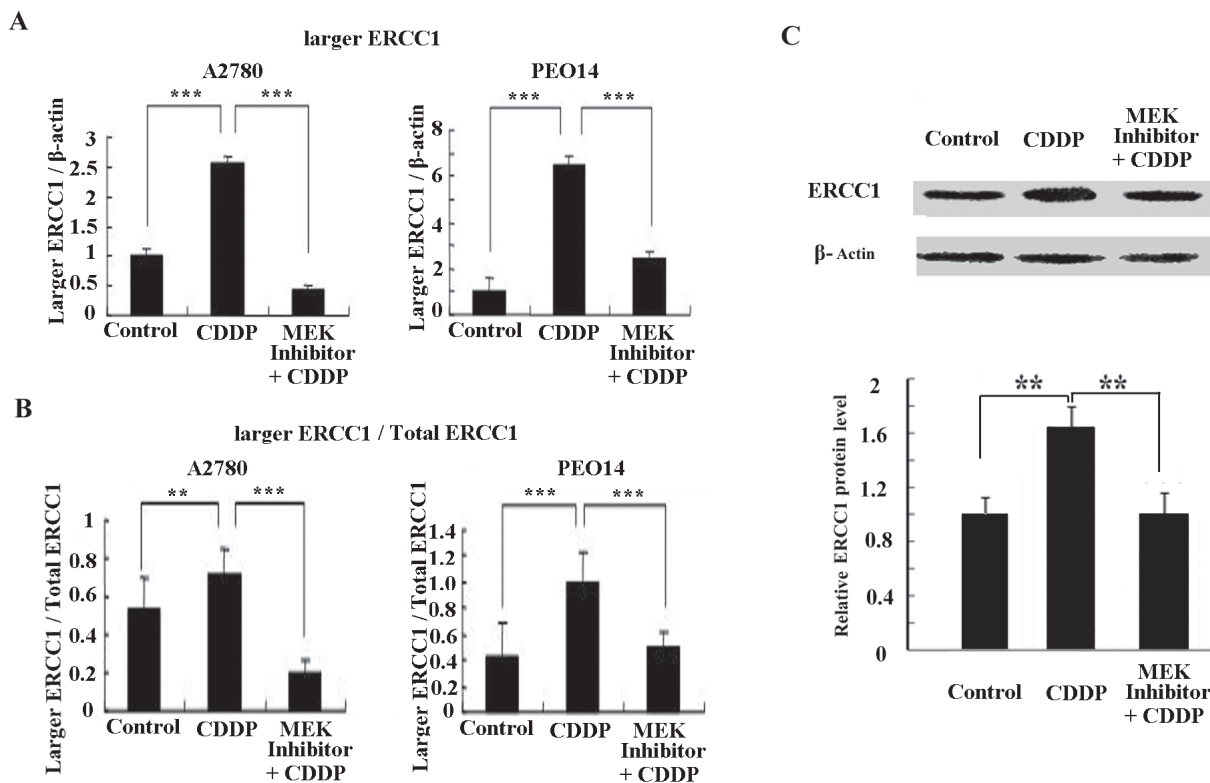 A
larger ERCC1
A2780
***
***
Larger ERCC1 / β-actin
3
2.5
2
1.5
1
0.5
0
Control
CDDP
MEK
Inhibitor
+ CDDP
PEO14
***
***
Larger ERCC1 / β-actin
8
6
4
2
0
Control
CDDP
MEK
Inhibitor
+ CDDP
B
larger ERCC1 / Total ERCC1
A2780
**
***
Larger ERCC1 / Total ERCC1
1
0.8
0.6
0.4
0.2
0
Control
CDDP
MEK
Inhibitor
+ CDDP
PEO14
***
***
Larger ERCC1 / Total ERCC1
1.4
1.2
1.0
0.8
0.6
0.4
0.2
0
Control
CDDP
MEK
Inhibitor
+ CDDP
C
Control
CDDP
MEK
Inhibitor
+ CDDP
ERCC1
β- Actin
**
**
Relative ERCC1 protein level
2
1.6
1.2
0.8
0.4
0
Control
CDDP
MEK
Inhibitor
+ CDDP